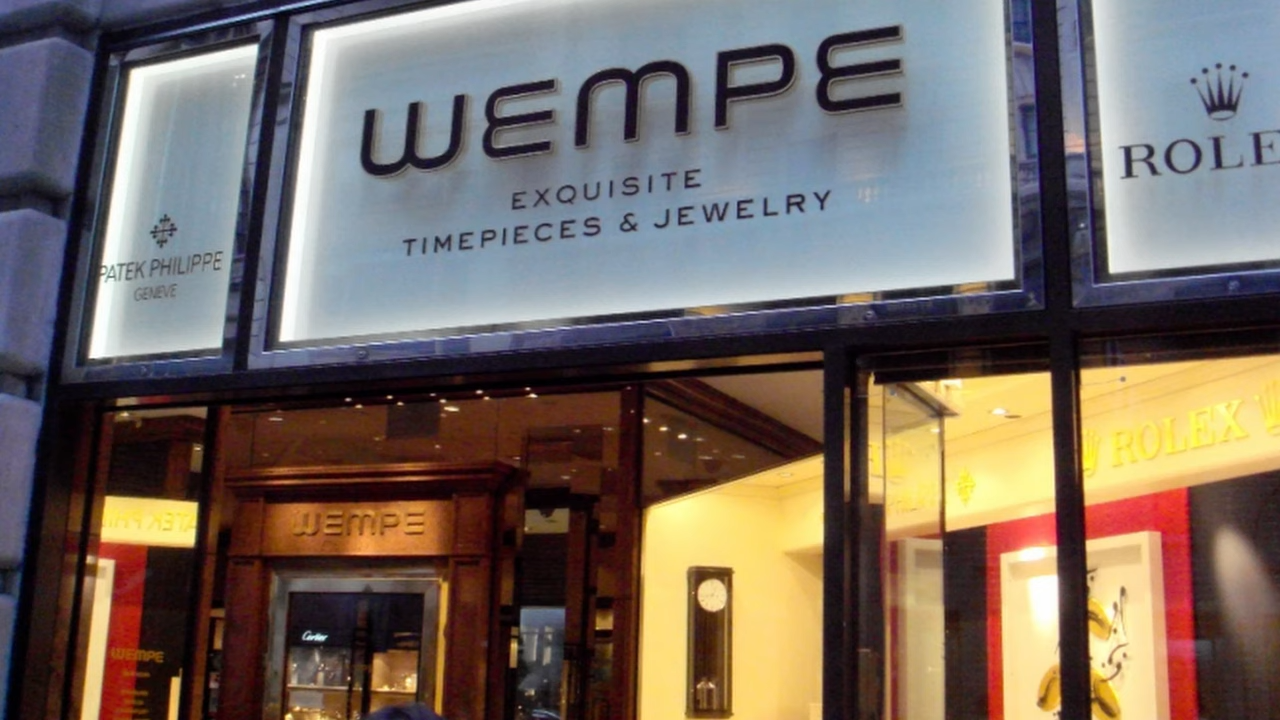 WEMPE
EXQUISITE
TIMEPIECES & JEWELRY
PATEK PHILIPPE
GENEVE
ROLE
ROLEX
WEMPE
Cartier
WEMPE